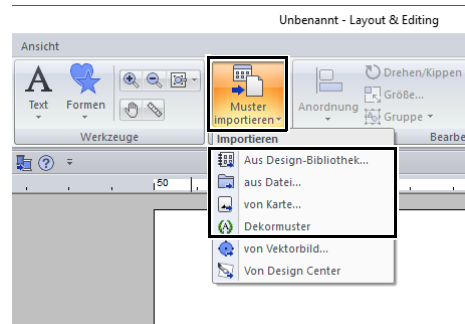 Unbenannt - Layout & Editing
Ansicht
Text
Formen
Muster
importieren
Anordnung
Drehen/Kippen
Größe...
Gruppe
Werkzeuge
Importieren
Bearbe
50
Aus Design-Bibliothek...
aus Datei...
von Karte...
Dekormuster
von Vektorbild...
Von Design Center